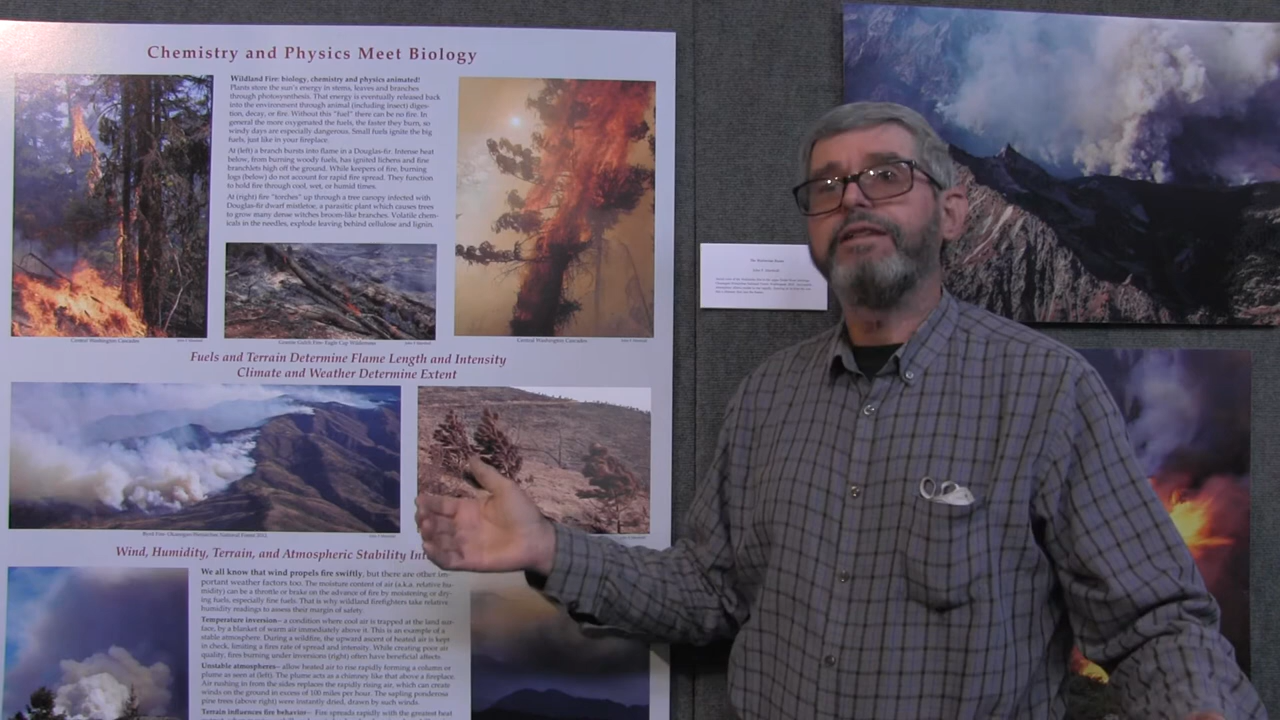 Chemistry and Physics Meet Biology
Wildland Fire: biology, chemistry and physics animated!
Plants store the sun's energy in stems, leaves and branches
through photosynthesis. That energy is eventually released back
into the environment through animal (including insect) diges-
tion, decay, or fire. Without this "fuel" there can be no fire. In
general the more oxygenated the fuels, the faster they burn, so
windy days are especially dangerous. Small fuels ignite the big
fuels, just like in your fireplace.
At (left) a branch bursts into flame in a Douglas-fir. Intense heat
below, from burning woody fuels, has ignited lichens and fine
branchlets high off the ground. While keepers of fire, burning
logs (below) do not account for rapid fire spread. They function
to hold fire through cool, wet, or humid times.
At (right) fire "torches" up through a tree canopy infected with
Douglas-fir dwarf mistletoe, a parasitic plant which causes trees
to grow many dense witches broom-like branches. Volatile chem-
icals in the needles, explode leaving behind cellulose and lignin.
Central Washington Cascades
Eagle Cap Wilderness
Central Washington Cascades
Fuels and Terrain Determine Flame Length and Intensity
Climate and Weather Determine Extent
Okanogan-Wenatchee National Forest 2012
Wind, Humidity, Terrain, and Atmospheric Stability
We all know that wind propels fire swiftly, but there are other im-
portant weather factors too. The moisture content of air (a.k.a. relative hu-
midity) can be a throttle or brake on the advance of fire by moistening or dry-
ing fuels, especially fine fuels. That is why wildland firefighters take relative
humidity readings to assess their margin of safety.
Temperature inversion– a condition where cool air is trapped at the land sur-
face, by a blanket of warm air immediately above it. This is an example of a
stable atmosphere. During a wildfire, the upward ascent of heated air is kept
in check, limiting a fires rate of spread and intensity. While creating poor air
quality, fires burning under inversions (right) often have beneficial affects.
Unstable atmospheres– allow heated air to rise rapidly forming a column or
plume as seen at (left). The plume acts as a chimney like that above a fireplace.
Air rushing in from the sides replaces the rapidly rising air, which can create
winds on the ground in excess of 100 miles per hour. The sapling ponderosa
pine trees (above right) were instantly dried, drawn by such winds.
Terrain influences fire behavior– Fire spreads rapidly with the greatest heat